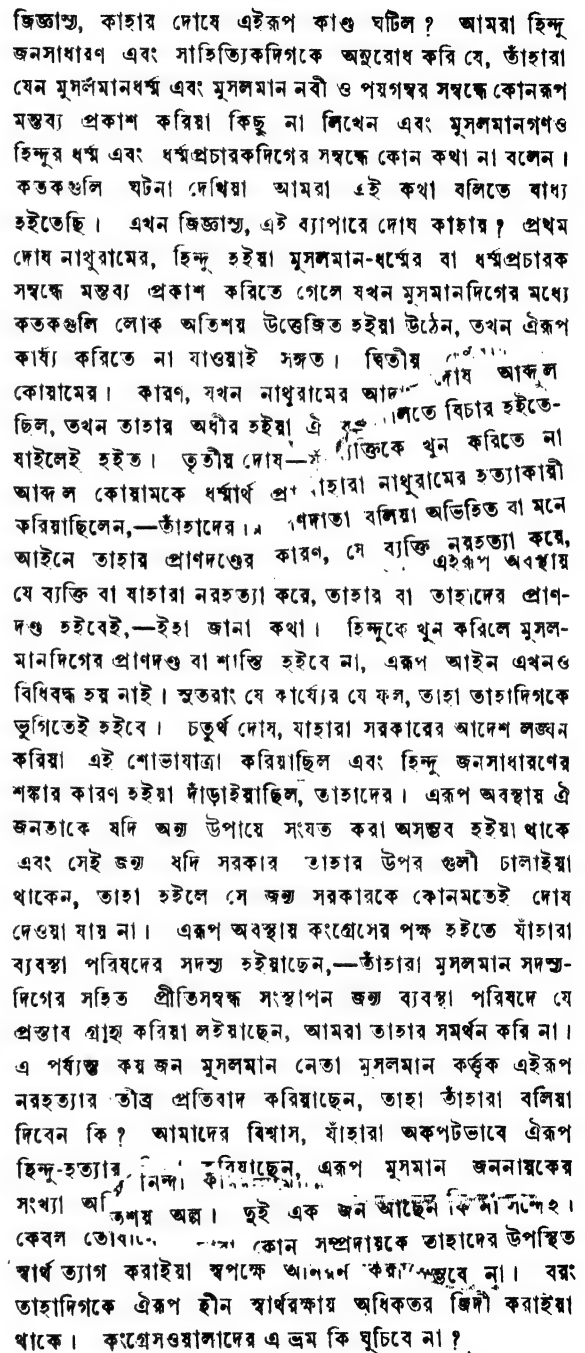 জিজ্ঞাস্য, কাহার দোষে এইরূপ কাণ্ড ঘটিল? আমরা হিন্দু
জনসাধারণ এবং সাহিত্যিকদিগকে অনুরোধ করি যে, তাঁহারা
যেন মুসলমানধর্ম্ম এবং মুসলমান নবী ও পয়গম্বর সম্বন্ধে কোনরূপ
মন্তব্য প্রকাশ করিয়া কিছু না লিখেন এবং মুসলমানগণও
হিন্দুর ধর্ম্ম এবং ধর্ম্মপ্রচারকদিগের সম্বন্ধে কোন কথা না বলেন।
কতকগুলি ঘটনা দেখিয়া আমরা এই কথা বলিতে বাধ্য
হইতেছি। এখন জিজ্ঞাস্য, এই ব্যাপারে দোষ কাহার? প্রথম
দোষ নাথুরামের, হিন্দু হইয়া মুসলমান-ধর্ম্মের বা ধর্ম্মপ্রচারক
সম্বন্ধে মন্তব্য প্রকাশ করিতে গেলে যখন মুসমানদিগের মধ্যে
কতকগুলি লোক অতিশয় উত্তেজিত হইয়া উঠেন, তখন ঐরূপ
কার্য্য করিতে না যাওয়াই সঙ্গত। দ্বিতীয় দোষ আব্দুল
কোয়ামের। কারণ, যখন নাথুরামের আদালতে বিচার হইতে-
ছিল, তখন তাহার অধীর হইয়া ঐ ব্যক্তিকে খুন করিতে না
যাইলেই হইত। তৃতীয় দোষ—যাঁহারা নাথুরামের হত্যাকারী
আব্দল কোয়ামকে ধর্ম্মার্থ প্রাণদাতা বলিয়া অভিহিত বা মনে
করিয়াছিলেন,—তাঁহাদের। যে ব্যক্তি নরহত্যা করে,
আইনে তাহার প্রাণদণ্ডের কারণ, এইরূপ অবস্থায়
যে ব্যক্তি বা যাহারা নরহত্যা করে, তাহার বা তাহাদের প্রাণ-
দণ্ড হইবেই,—ইহা জানা কথা। হিন্দুকে খুন করিলে মুসল-
মানদিগের প্রাণদণ্ড বা শাস্তি হইবে না, এরূপ আইন এখনও
বিধিবদ্ধ হয় নাই। সুতরাং যে কার্য্যের যে ফল, তাহা তাহাদিগকে
ভুগিতেই হইবে। চতুর্থ দোষ, যাহারা সরকারের আদেশ লঙ্ঘন
করিয়া এই শোভাযাত্রা করিয়াছিল এবং হিন্দু জনসাধারণের
শঙ্কার কারণ হইয়া দাঁড়াইয়াছিল, তাহাদের। এরূপ অবস্থায় ঐ
জনতাকে যদি অন্য উপায়ে সংযত করা অসম্ভব হইয়া থাকে
এবং সেই জন্য যদি সরকার তাহার উপর গুলী চালাইয়া
থাকেন, তাহা হইলে সে জন্য সরকারকে কোনমতেই দোষ
দেওয়া যায় না। এরূপ অবস্থায় কংগ্রেসের পক্ষ হইতে যাঁহারা
ব্যবস্থা পরিষদের সদস্য হইয়াছেন,—তাঁহারা মুসলমান সদস্য-
দিগের সহিত প্রীতিসম্বন্ধ সংস্থাপন জন্য ব্যবস্থা পরিষদে যে
প্রস্তাব গ্রাহ্য করিয়া লইয়াছেন, আমরা তাহার সমর্থন করি না।
এ পর্য্যন্ত কয় জন মুসলমান নেতা মুসলমান কর্ত্তৃক এইরূপ
নরহত্যার তীব্র প্রতিবাদ করিয়াছেন, তাহা তাঁহারা বলিয়া
দিবেন কি? আমাদের বিশ্বাস, যাঁহারা অকপটভাবে ঐরূপ
হিন্দু-হত্যার নিন্দা করিয়াছেন, এরূপ মুসমান জননায়কের
সংখ্যা অতিশয় অল্প। দুই এক জন আছেন কি না সন্দেহ।
কেবল কোন সম্প্রদায়কে তাহাদের উপস্থিত
স্বার্থ ত্যাগ করাইয়া স্বপক্ষে আনয়ন করা সম্ভবে না। বরং
তাহাদিগকে ঐরূপ হীন স্বার্থরক্ষায় অধিকতর জিদী করাইয়া
থাকে। কংগ্রেসওয়ালাদের এ ভ্রম কি ঘুচিবে না?